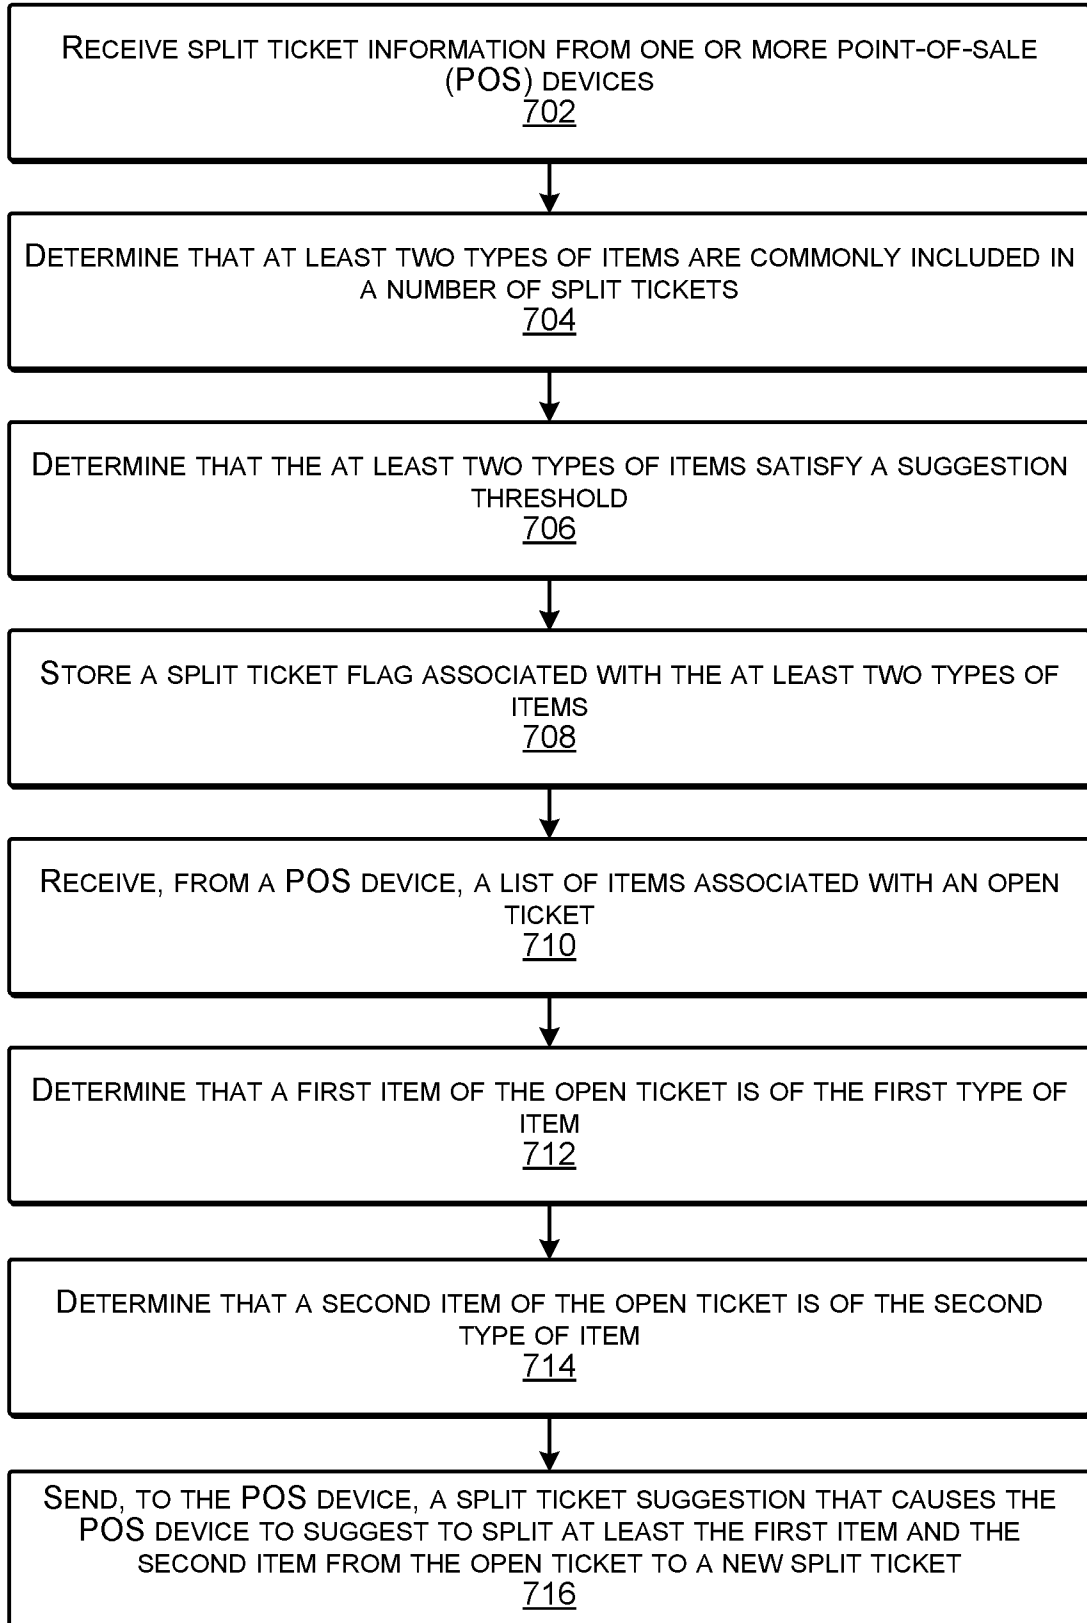 RECEIVE SPLIT TICKET INFORMATION FROM ONE OR MORE POINT-OF-SALE
(POS) DEVICES
702
DETERMINE THAT AT LEAST TWO TYPES OF ITEMS ARE COMMONLY INCLUDED IN
A NUMBER OF SPLIT TICKETS
704
DETERMINE THAT THE AT LEAST TWO TYPES OF ITEMS SATISFY A SUGGESTION
THRESHOLD
706
STORE A SPLIT TICKET FLAG ASSOCIATED WITH THE AT LEAST TWO TYPES OF
ITEMS
708
RECEIVE, FROM A POS DEVICE, A LIST OF ITEMS ASSOCIATED WITH AN OPEN
TICKET
710
DETERMINE THAT A FIRST ITEM OF THE OPEN TICKET IS OF THE FIRST TYPE OF
ITEM
712
DETERMINE THAT A SECOND ITEM OF THE OPEN TICKET IS OF THE SECOND
TYPE OF ITEM
714
SEND, TO THE POS DEVICE, A SPLIT TICKET SUGGESTION THAT CAUSES THE
POS DEVICE TO SUGGEST TO SPLIT AT LEAST THE FIRST ITEM AND THE
SECOND ITEM FROM THE OPEN TICKET TO A NEW SPLIT TICKET
716